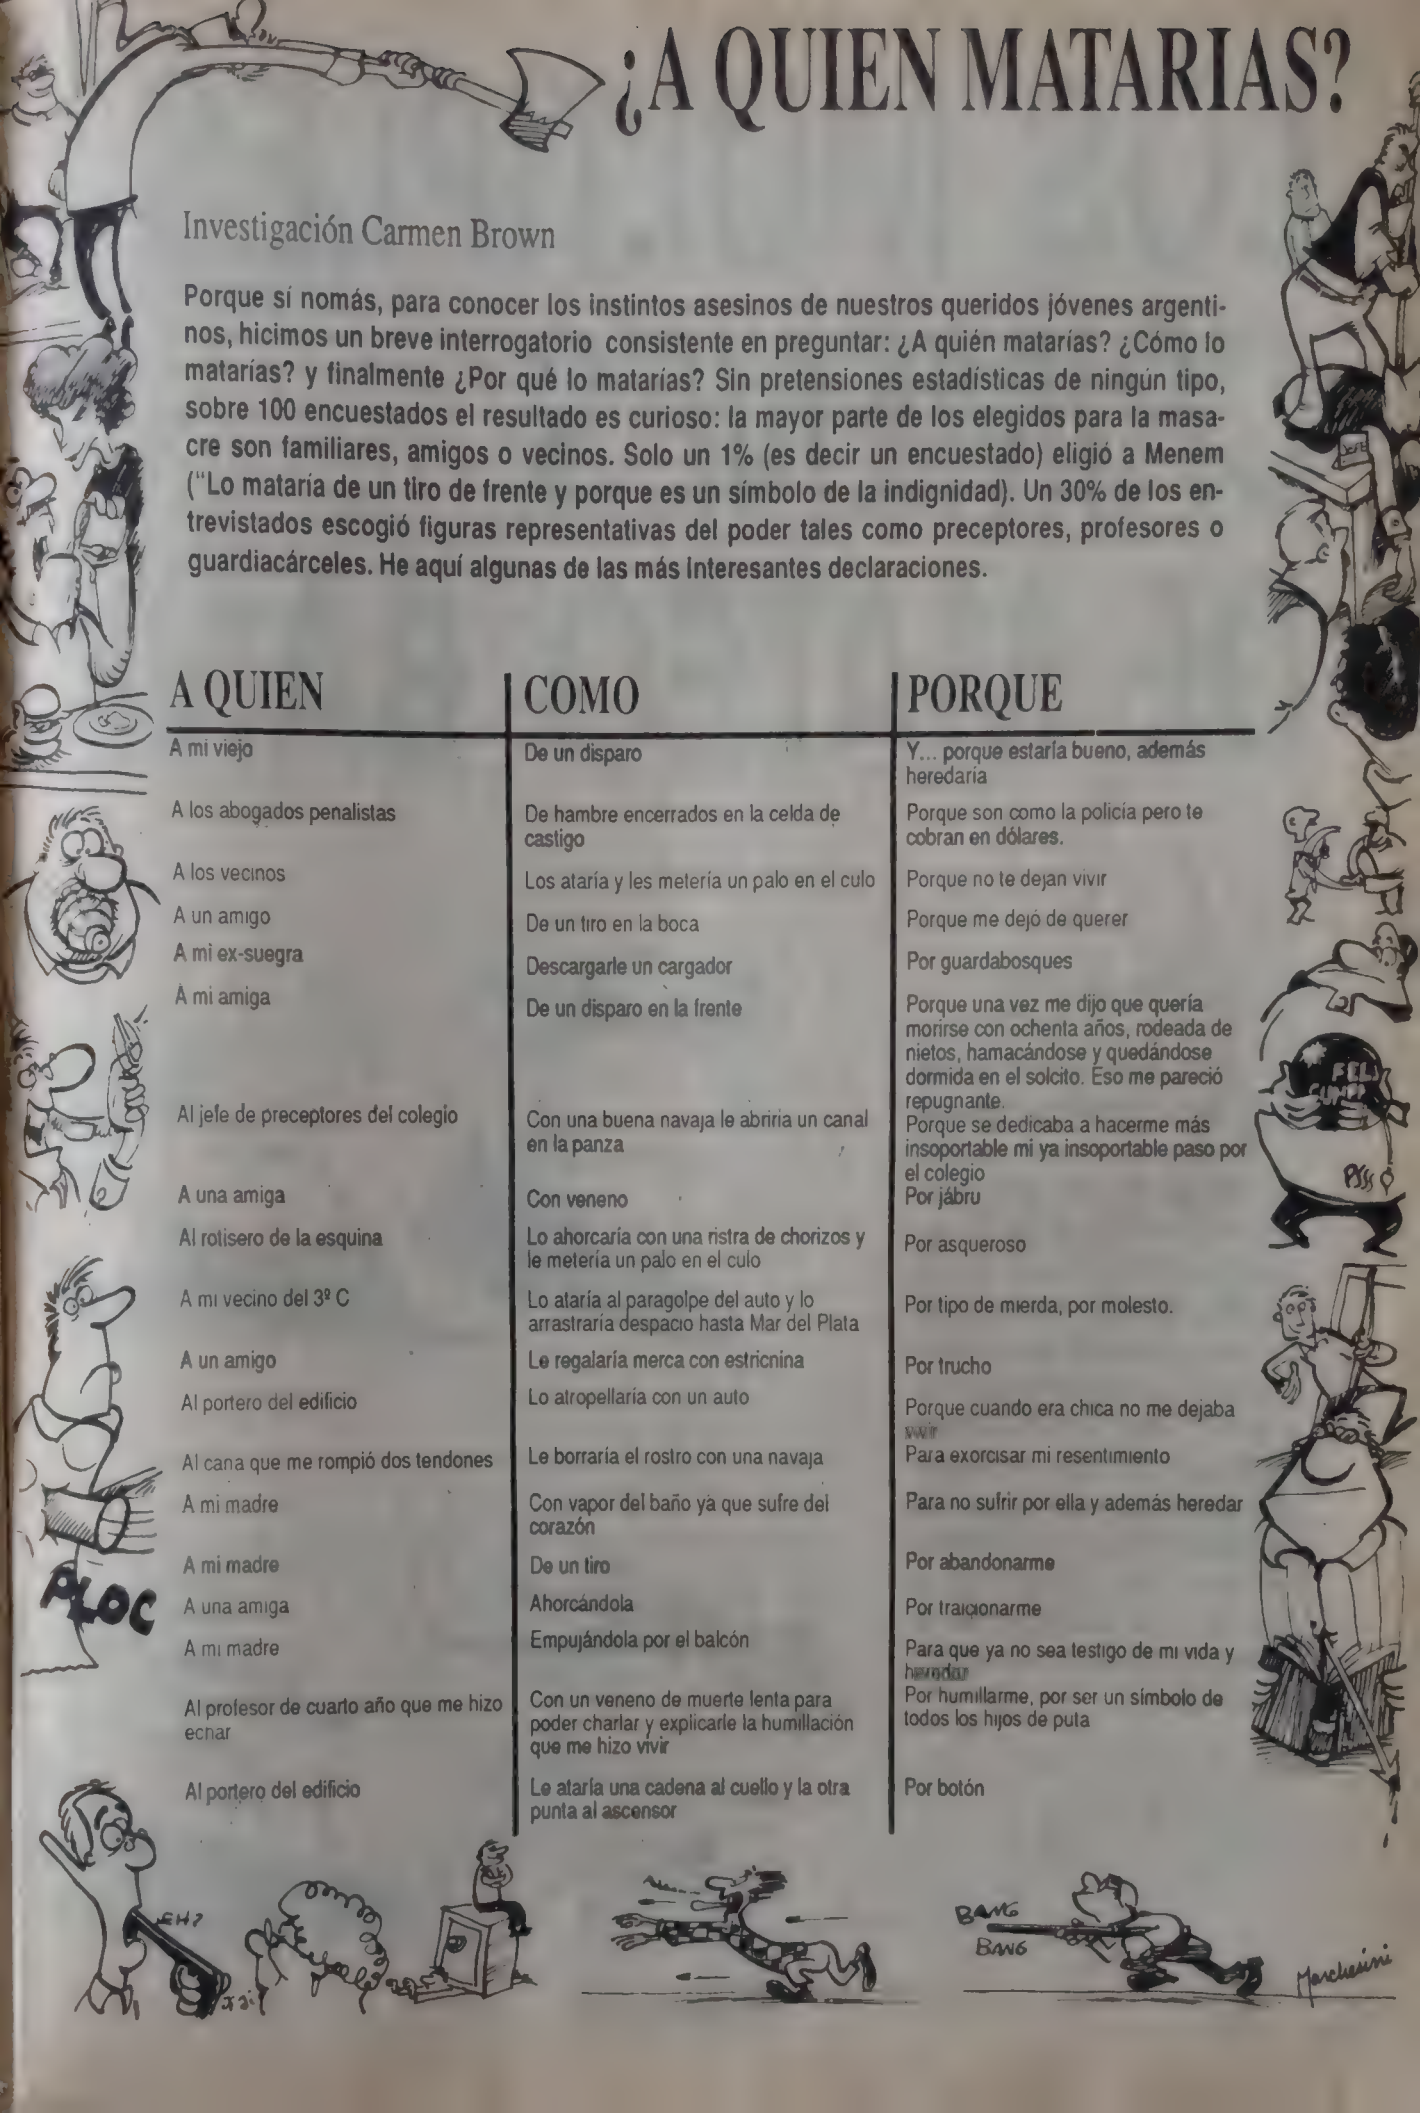 ¿A QUIEN MATARIAS?
Investigación Carmen Brown
Porque sí nomás, para conocer los instintos asesinos de nuestros queridos jóvenes argenti-
nos, hicimos un breve interrogatorio consistente en preguntar: ¿A quién matarías? ¿Cómo lo
matarías? y finalmente ¿Por qué lo matarías? Sin pretensiones estadísticas de ningún tipo,
sobre 100 encuestados el resultado es curioso: la mayor parte de los elegidos para la masa-
cre son familiares, amigos o vecinos. Solo un 1% (es decir un encuestado) eligió a Menem
("Lo mataría de un tiro de frente y porque es un símbolo de la indignidad). Un 30% de los en-
trevistados escogió figuras representativas del poder tales como preceptores, profesores o
guardiacárceles. He aquí algunas de las más interesantes declaraciones.
A QUIEN COMO PORQUE
A mi viejo De un disparo Y... porque estaría bueno, además
heredaría
A los abogados penalistas De hambre encerrados en la celda de Porque son como la policía pero te
castigo cobran en dólares.
A los vecinos Los ataría y les metería un palo en el culo Porque no te dejan vivir
A un amigo De un tiro en la boca Porque me dejó de querer
A mi ex-suegra Descargarle un cargador Por guardabosques
A mi amiga De un disparo en la frente Porque una vez me dijo que quería
morirse con ochenta años, rodeada de
nietos, hamacándose y quedándose
dormida en el solcito. Eso me pareció
repugnante.
Al jefe de preceptores del colegio Con una buena navaja le abriria un canal Porque se dedicaba a hacerme más
en la panza insoportable mi ya insoportable paso por
el colegio
A una amiga Con veneno Por jábru
Al rotisero de la esquina Lo ahorcaría con una ristra de chorizos y Por asqueroso
le metería un palo en el culo
A mi vecino del 3º C Lo ataría al paragolpe del auto y lo Por tipo de mierda, por molesto.
arrastraría despacio hasta Mar del Plata
A un amigo Le regalaría merca con estricnina Por trucho
Al portero del edificio Lo atropellaría con un auto Porque cuando era chica no me dejaba
Al cana que me rompió dos tendones Le borraría el rostro con una navaja Para exorcisar mi resentimiento
A mi madre Con vapor del baño ya que sufre del Para no sufrir por ella y además heredar
corazón
A mi madre De un tiro Por abandonarme
A una amiga Ahorcándola Por traicionarme
A mi madre Empujándola por el balcón Para que ya no sea testigo de mi vida y
heredar
Al profesor de cuarto año que me hizo Con un veneno de muerte lenta para Por humillarme, por ser un símbolo de
echar poder charlar y explicarle la humillación todos los hijos de puta
que me hizo vivir
Al portero del edificio Le ataría una cadena al cuello y la otra Por botón
punta al ascensor
PLOC
PSSS
EH?
BANG
BANG
Marchesini